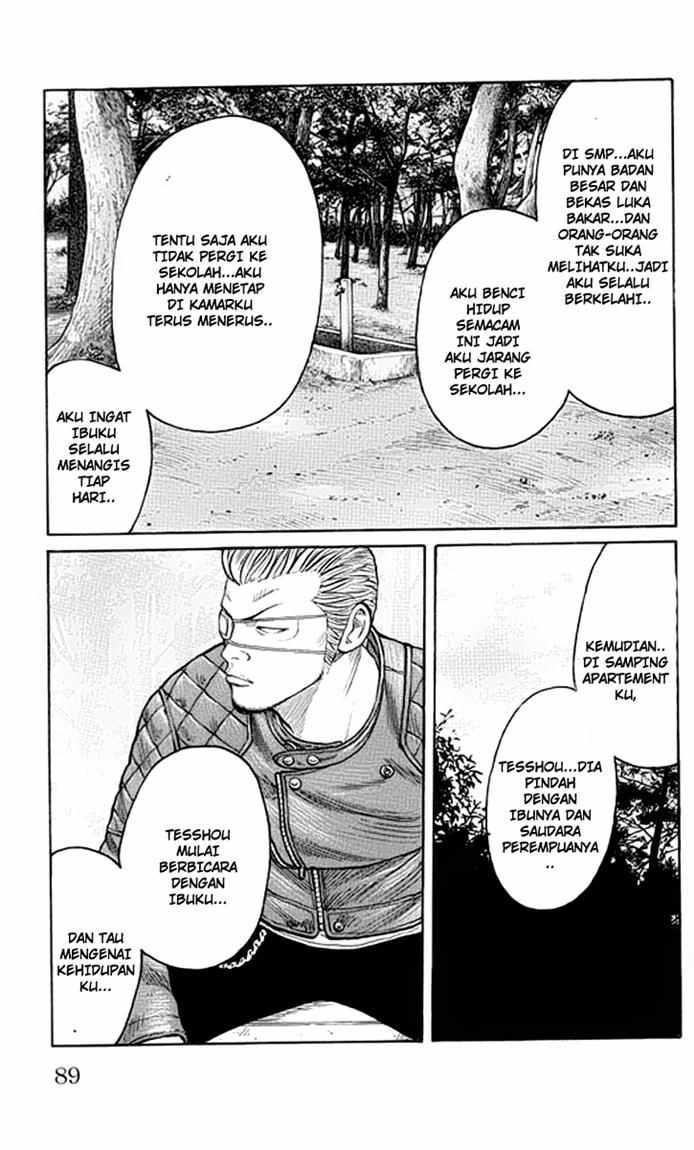 DI SMP...AKU
PUNYA BADAN
BESAR DAN
BEKAS LUKA
BAKAR...DAN
ORANG-ORANG
TAK SUKA
MELIHATKU..JADI
AKU SELALU
BERKELAHI..
AKU BENCI
HIDUP
SEMACAM
INI JADI
AKU JARANG
PERGI KE
SEKOLAH...
TENTU SAJA AKU
TIDAK PERGI KE
SEKOLAH...AKU
HANYA MENETAP
DI KAMARKU
TERUS MENERUS..
AKU INGAT
IBUKU
SELALU
MENANGIS
TIAP
HARI..
KEMUDIAN..
DI SAMPING
APARTEMENT
KU,
TESSHOU...DIA
PINDAH
DENGAN
IBUNYA DAN
SAUDARA
PEREMPUANYA
..
TESSHOU
MULAI
BERBICARA
DENGAN
IBUKU...
DAN TAU
MENGENAI
KEHIDUPAN
KU...
89